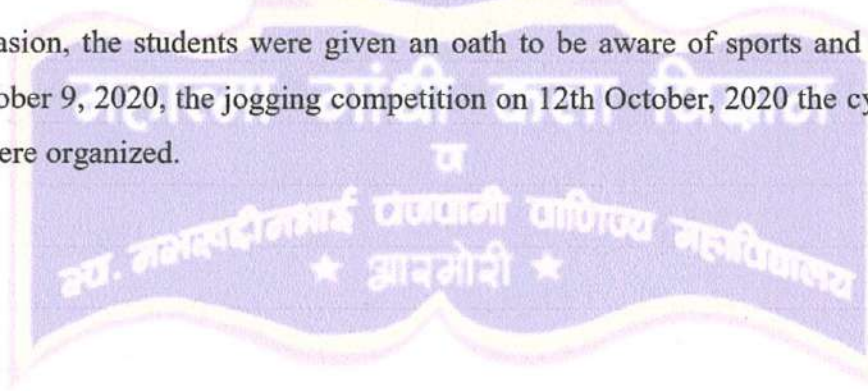 asion, the students were given an oath to be aware of sports and
ober 9, 2020, the jogging competition on 12th October, 2020 the cy
ere organized.
महात्मा गांधी कला विज्ञान
व
स्व. नसरुद्दीनभाई पंजवानी वाणिज्य महाविद्यालय
★ आरमोरी ★